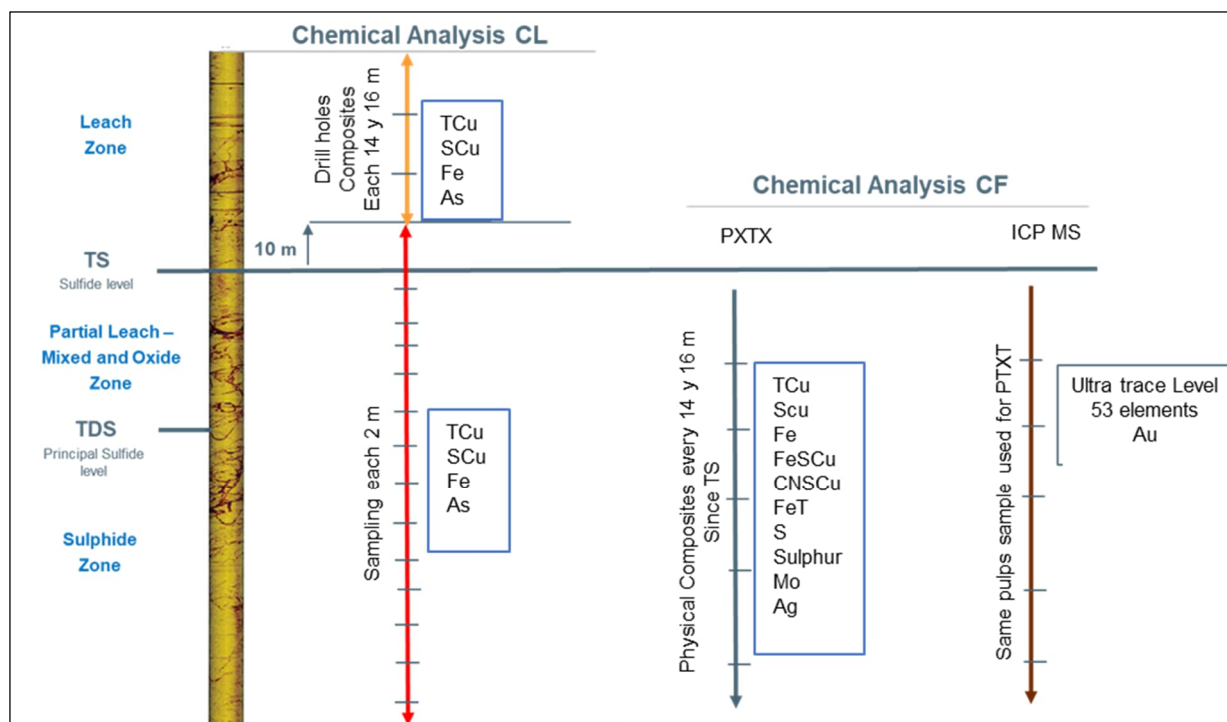 Chemical Analysis CL
Leach
Zone
Drill holes
Composites
Each 14 y 16 m
TCu
SCu
Fe
As
10 m
TS
Sulfide level
Partial Leach –
Mixed and Oxide
Zone
TDS
Principal Sulfide
level
Sulphide
Zone
Sampling each 2 m
TCu
SCu
Fe
As
Chemical Analysis CF
PXTX
ICP MS
Physical Composites every 14 y 16 m
Since TS
TCu
Scu
Fe
FeSCu
CNSCu
FeT
S
Sulphur
Mo
Ag
Same pulps sample used for PTXT
Ultra trace Level
53 elements
Au